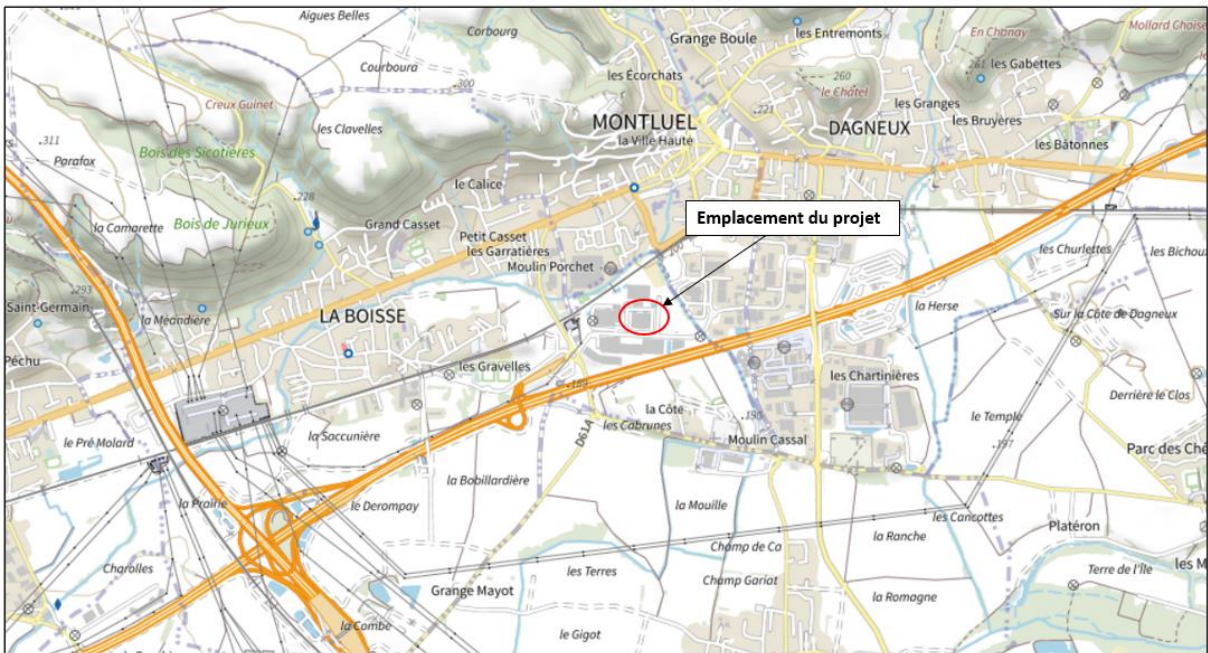 Aigues Belles
Corbourg
Grange Boule
les Entremonts
En Chanay
Mollard Choise
Courboura
.300
les Écorchats
260
le Châtel
261
les Gabettes
Creux Guinet
les Clavelles
MONTLUEL
la Ville Haute
.221
DAGNEUX
les Granges
les Bruyères
.311
Parafox
Bois des Sicotières
les Bâtonnes
le Calice
.228
Bois de Jurieux
la Camarette
Grand Casset
Petit Casset
les Garratières
Moulin Porchet
Emplacement du projet
les Churlettes
les Bichoux
.293
Saint-Germain
la Méandière
LA BOISSE
la Herse
Sur la Côte de Dagneux
Péchu
les Gravelles
.189
les Chartinières
Derrière le Clos
la Côte
les Cabrunes
.190
le Temple
.197
le Pré Molard
la Saccunière
D61A
Moulin Cassal
Parc des Chê
la Prairie
le Derompay
la Bobillardière
la Mouille
les Cancottes
Platéron
la Ranche
Charolles
Champ de Ca
les Terres
Grange Mayot
Champ Gariat
Terre de l'île
les M
la Romagne
la Combe
le Gigot